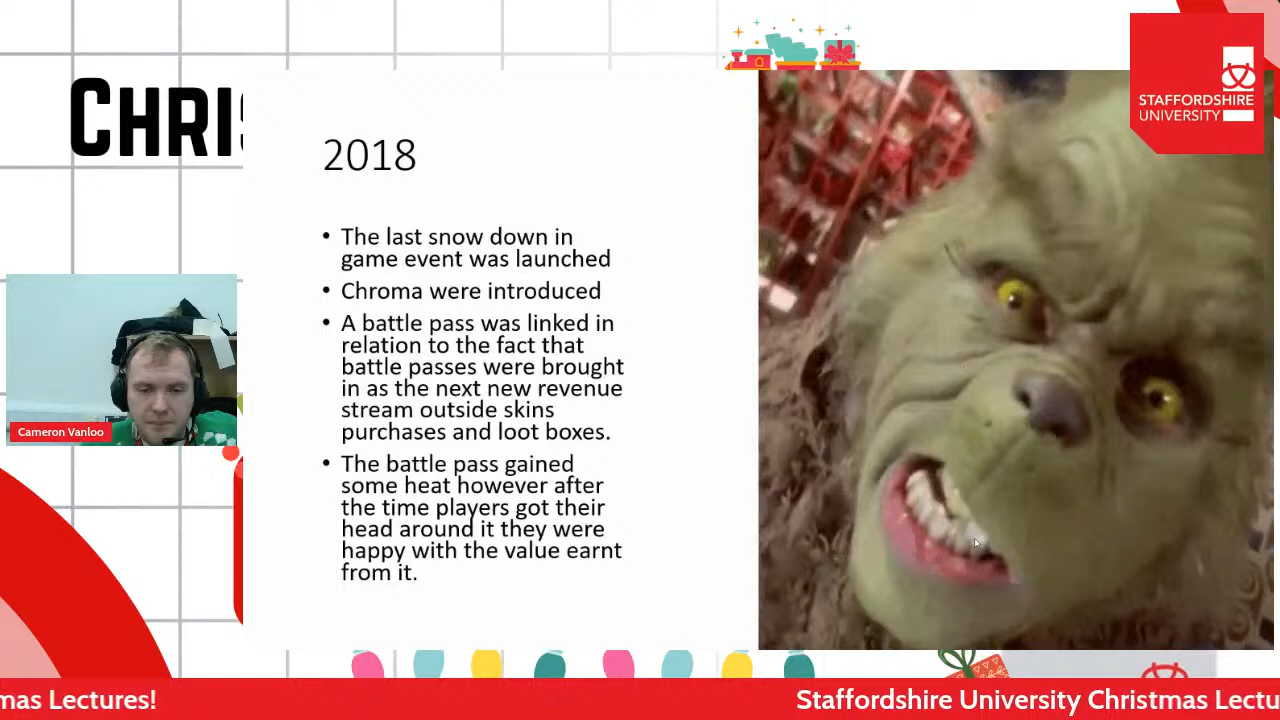 CHRIS
2018
• The last snow down in
game event was launched
• Chroma were introduced
• A battle pass was linked in
relation to the fact that
battle passes were brought
in as the next new revenue
stream outside skins
purchases and loot boxes.
• The battle pass gained
some heat however after
the time players got their
head around it they were
happy with the value earnt
from it.
STAFFORDSHIRE
UNIVERSITY
Cameron Vanloo
mas Lectures!
Staffordshire University Christmas Lectu